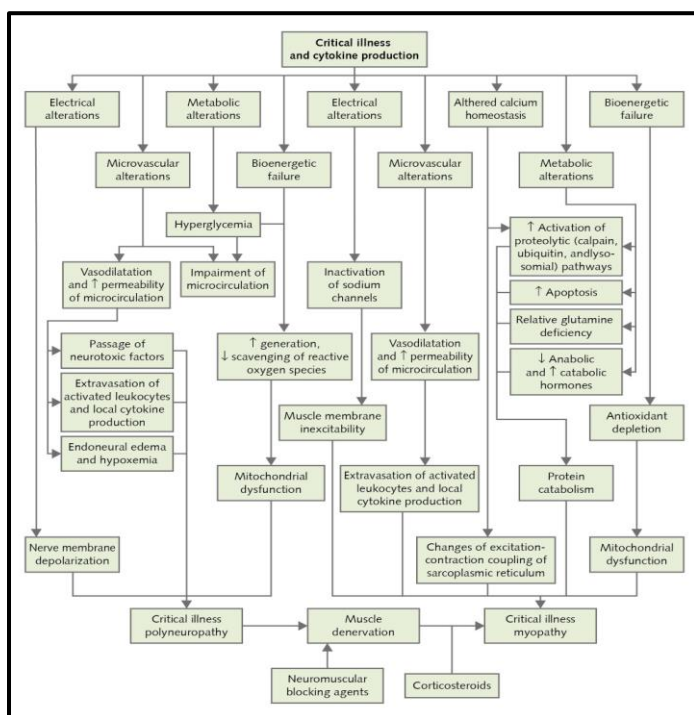 Critical illness
and cytokine production
Electrical
alterations
Metabolic
alterations
Electrical
alterations
Althered calcium
homeostasis
Bioenergetic
failure
Microvascular
alterations
Bioenergetic
failure
Microvascular
alterations
Metabolic
alterations
Hyperglycemia
↑ Activation of
proteolytic (calpain,
ubiquitin, andlyso-
somial) pathways
Vasodilatation
and ↑ permeability
of microcirculation
Impairment of
microcirculation
Inactivation
of sodium
channels
↑ Apoptosis
Relative glutamine
deficiency
Passage of
neurotoxic factors
↑ generation,
↓ scavenging of reactive
oxygen species
Vasodilatation
and ↑ permeability
of microcirculation
↓ Anabolic
and ↑ catabolic
hormones
Extravasation of
activated leukocytes
and local cytokine
production
Muscle membrane
inexcitability
Antioxidant
depletion
Endoneural edema
and hypoxemia
Mitochondrial
dysfunction
Extravasation of activated
leukocytes and local cytokine
production
Protein
catabolism
Nerve membrane
depolarization
Changes of excitation-
contraction coupling of
sarcoplasmic reticulum
Mitochondrial
dysfunction
Critical illness
polyneuropathy
Muscle
denervation
Critical illness
myopathy
Neuromuscular
blocking agents
Corticosteroids